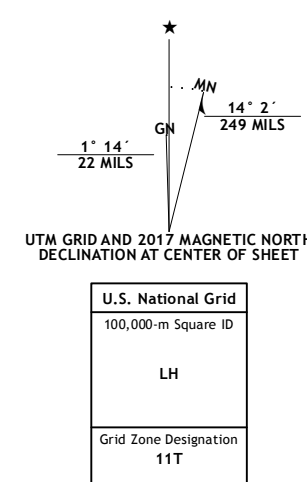 MN
GN
14° 2´
249 MILS
1° 14´
22 MILS
UTM GRID AND 2017 MAGNETIC NORTH
DECLINATION AT CENTER OF SHEET
U.S. National Grid
100,000-m Square ID
LH
Grid Zone Designation
11T